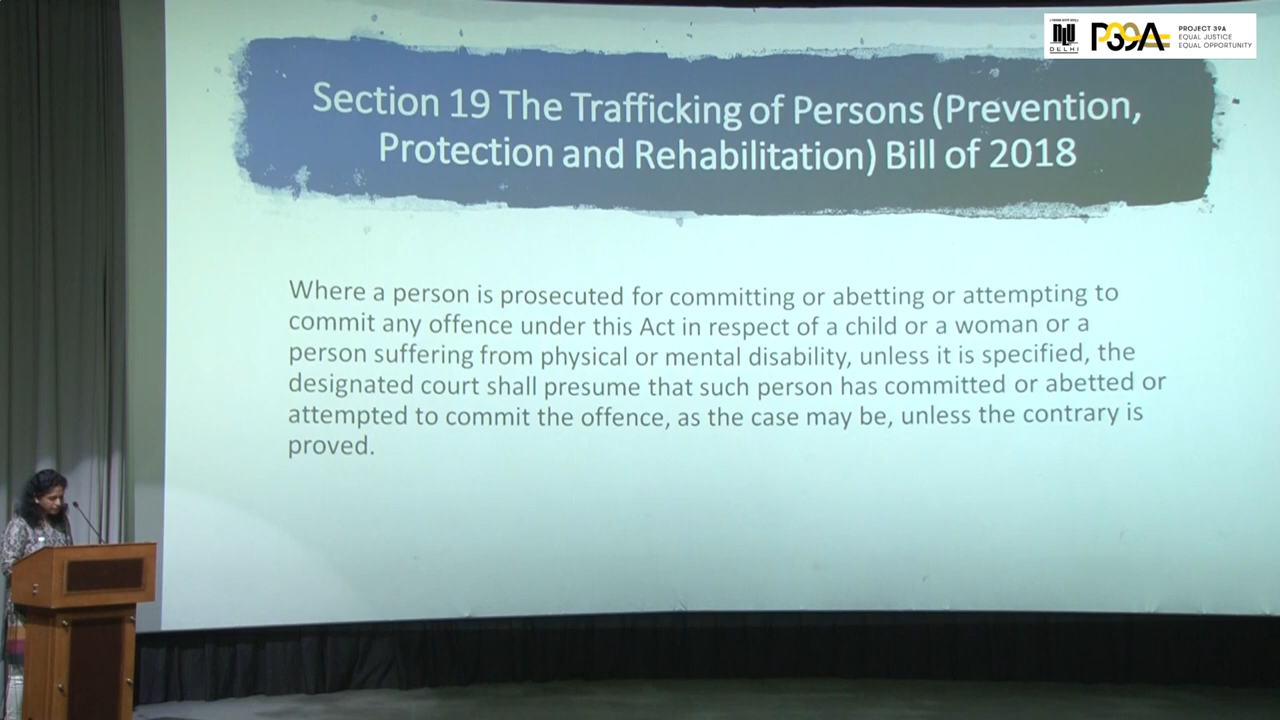 DELHI
P39A
PROJECT 39A
EQUAL JUSTICE
EQUAL OPPORTUNITY
Section 19 The Trafficking of Persons (Prevention,
Protection and Rehabilitation) Bill of 2018
Where a person is prosecuted for committing or abetting or attempting to
commit any offence under this Act in respect of a child or a woman or a
person suffering from physical or mental disability, unless it is specified, the
designated court shall presume that such person has committed or abetted or
attempted to commit the offence, as the case may be, unless the contrary is
proved.